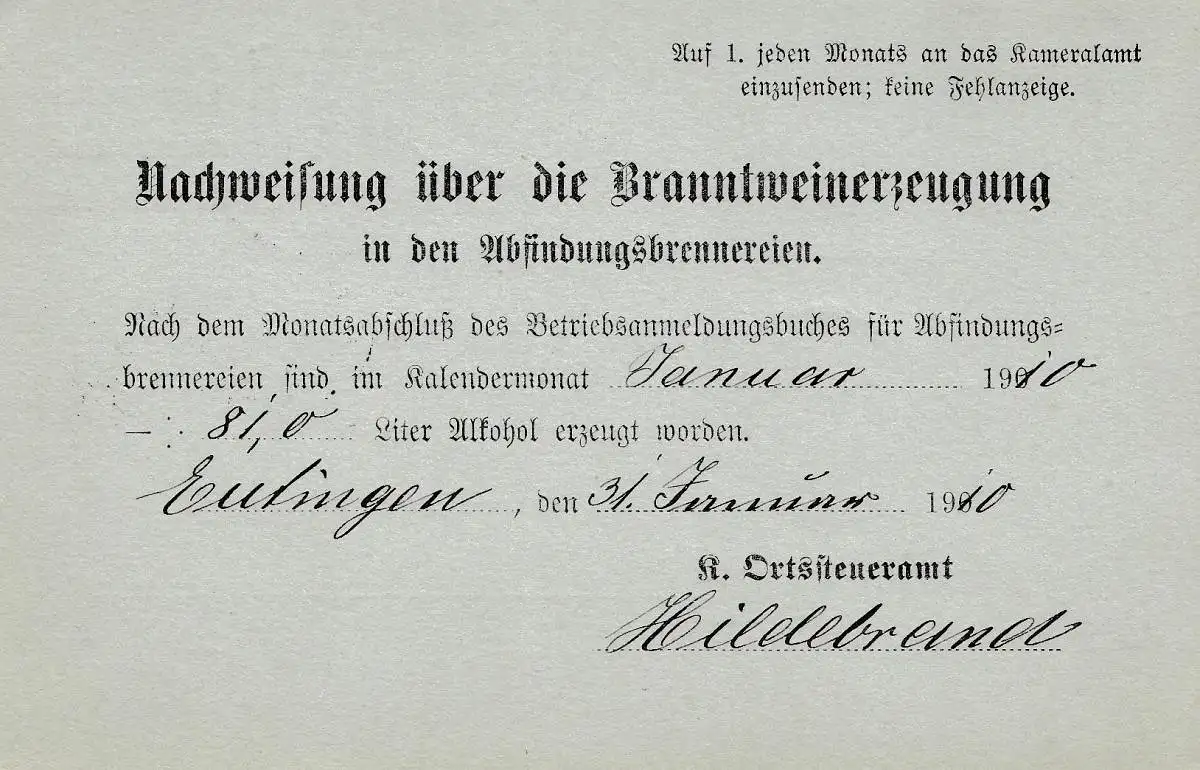 Auf 1. jeden Monats an das Kameralamt
einzusenden; keine Fehlanzeige.
Nachweisung über die Branntweinerzeugung
in den Abfindungsbrennereien.
Nach dem Monatsabschluß des Betriebsanmeldungsbuches für Abfindungs=
brennereien sind im Kalendermonat Januar 1910
81,0 Liter Alkohol erzeugt worden.
Eutingen, den 31. Januar 1910
K. Ortssteueramt
Hildebrand